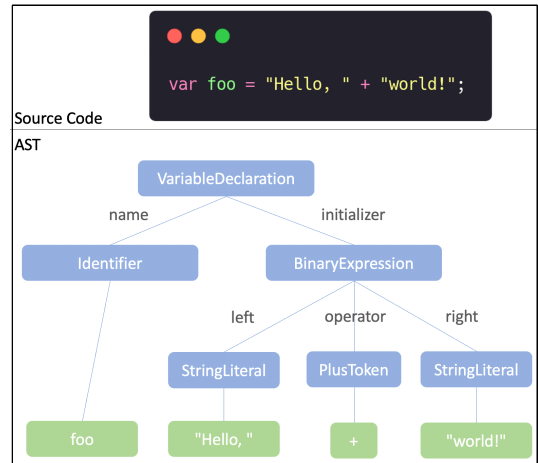 var foo = "Hello, " + "world!";
Source Code
AST
VariableDeclaration
name initializer
Identifier BinaryExpression
left operator right
StringLiteral PlusToken StringLiteral
foo "Hello, " + "world!"